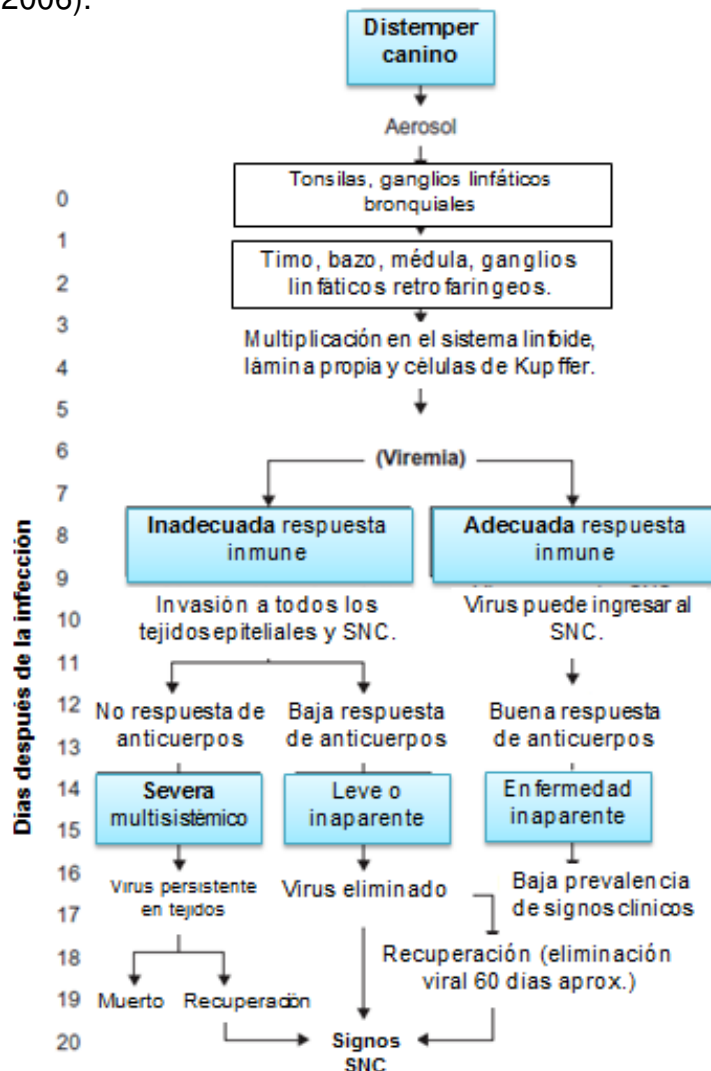 2006).
Distemper
canino
Aerosol
Tonsilas, ganglios linfáticos
bronquiales
Timo, bazo, médula, ganglios
linfáticos retrofaringeos.
Multiplicación en el sistema linfoide,
lámina propia y células de Kupffer.
(Viremia)
Inadecuada respuesta
inmune
Adecuada respuesta
inmune
Invasión a todos los
tejidos epiteliales y SNC.
Virus puede ingresar al
SNC.
No respuesta de
anticuerpos
Baja respuesta
de anticuerpos
Buena respuesta
de anticuerpos
Severa
multisistémico
Leve o
inaparente
Enfermedad
inaparente
Virus persistente
en tejidos
Virus eliminado
Baja prevalencia
de signos clínicos
Recuperación (eliminación
viral 60 dias aprox.)
Muerto
Recuperación
Signos
SNC
Dias después de la infección
0
1
2
3
4
5
6
7
8
9
10
11
12
13
14
15
16
17
18
19
20